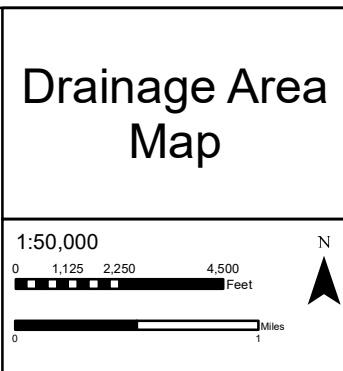 Drainage Area
Map
1:50,000
N
0 1,125 2,250 4,500
Feet
Miles
0 1